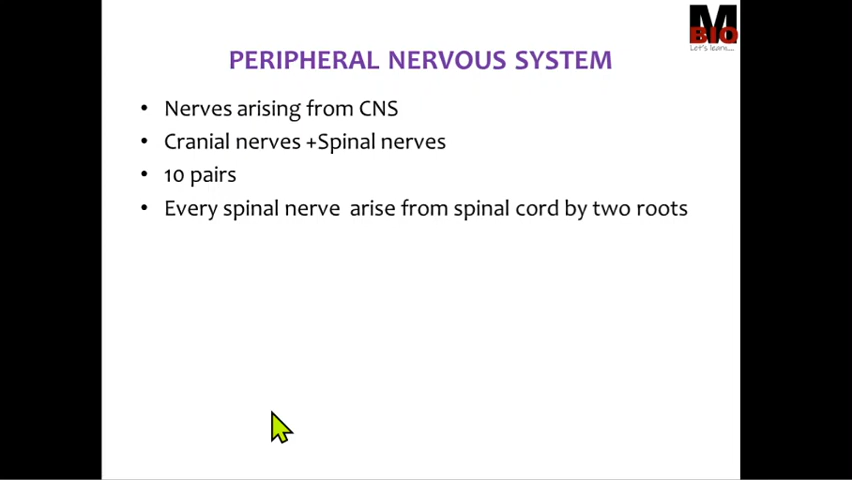 M
BIO
Let's learn....
PERIPHERAL NERVOUS SYSTEM
• Nerves arising from CNS
• Cranial nerves +Spinal nerves
• 10 pairs
• Every spinal nerve arise from spinal cord by two roots